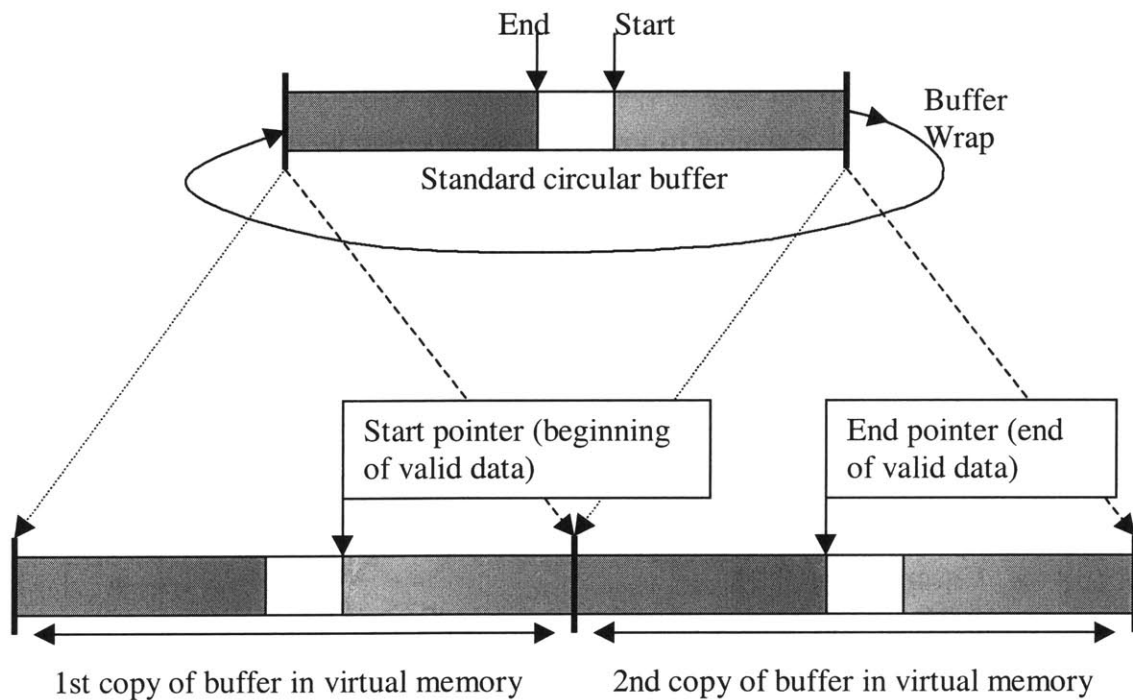 End
Start
Buffer
Wrap
Standard circular buffer
Start pointer (beginning
of valid data)
End pointer (end
of valid data)
1st copy of buffer in virtual memory
2nd copy of buffer in virtual memory